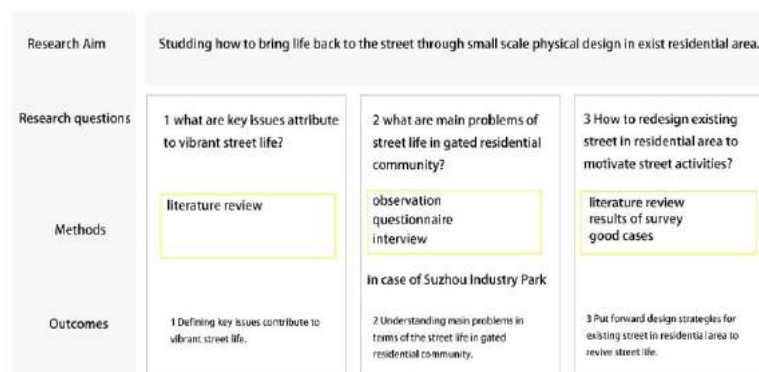 Research Aim
Studding how to bring life back to the street through small scale physical design in exist residential area.
Research questions
1 what are key issues attribute
to vibrant street life?
2 what are main problems of
street life in gated residential
community?
3 How to redesign existing
street in residential area to
motivate street activities?
Methods
literature review
observation
questionnaire
interview
literature review
results of survey
good cases
in case of Suzhou Industry Park
Outcomes
1 Defining key issues contribute to
vibrant street life.
2 Understanding main problems in
terms of the street life in gated
residential community.
3 Put forward design strategies for
existing street in residential area to
revive street life.